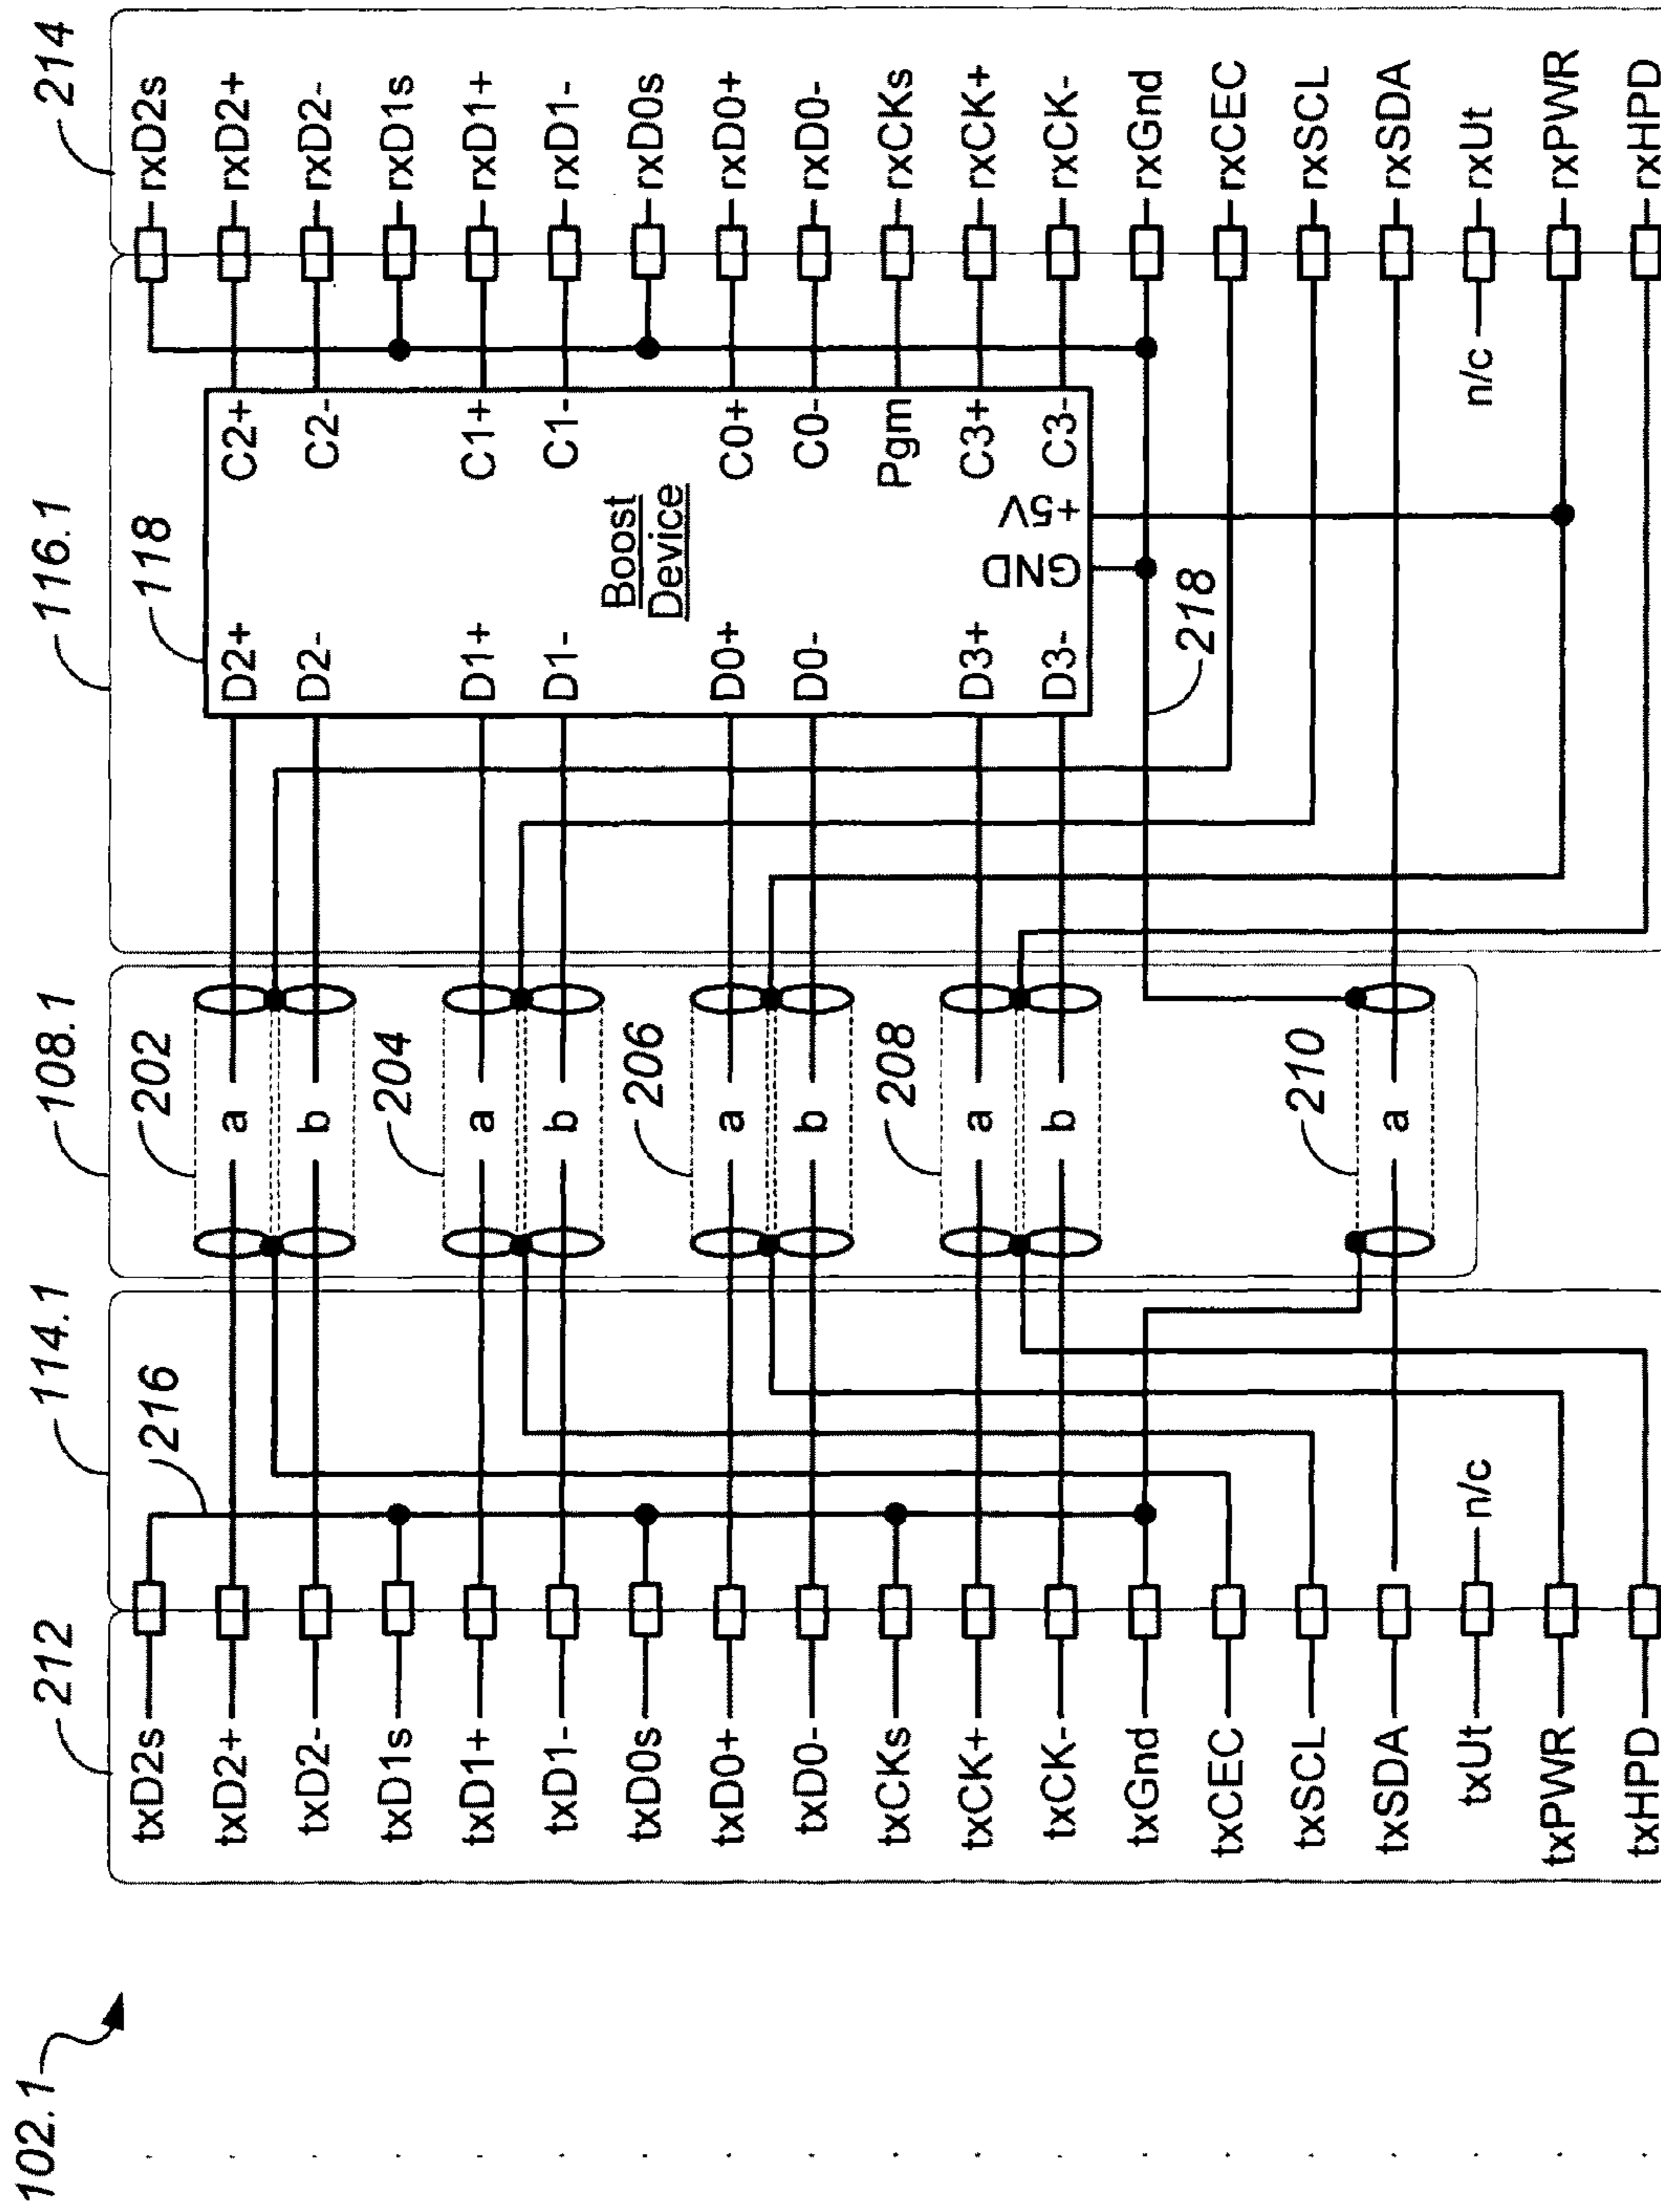 102.1
212
114.1
108.1
116.1
214
216
202
118
txD2s
rxD2s
txD2+
a
D2+
C2+
rxD2+
txD2-
b
D2-
C2-
rxD2-
204
txD1s
rxD1s
txD1+
a
D1+
C1+
rxD1+
txD1-
b
D1-
C1-
rxD1-
206
Boost
Device
txD0s
rxD0s
txD0+
a
D0+
C0+
rxD0+
txD0-
b
D0-
C0-
rxD0-
208
txCKs
Pgm
rxCKs
txCK+
a
D3+
C3+
rxCK+
txCK-
b
D3-
GND
+5V
C3-
rxCK-
txGnd
rxGnd
218
txCEC
rxCEC
txSCL
210
rxSCL
txSDA
a
rxSDA
txUt
n/c
n/c
rxUt
txPWR
rxPWR
txHPD
rxHPD